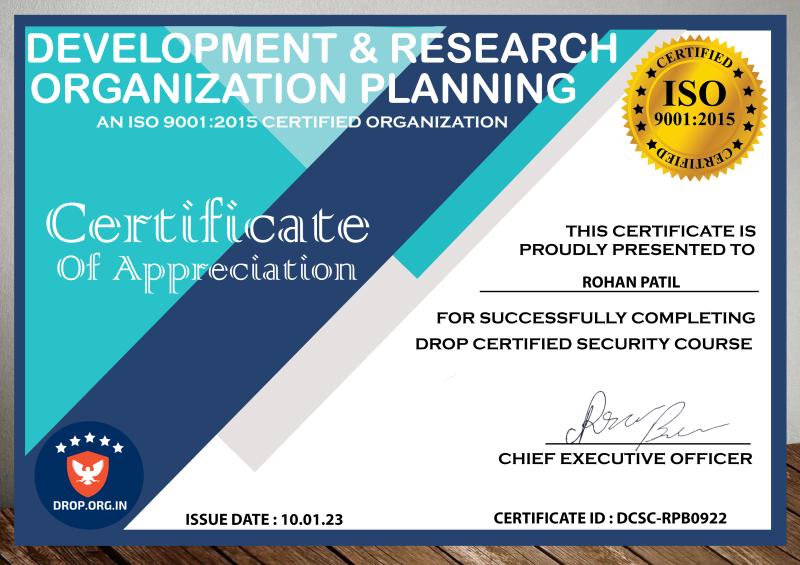 DEVELOPMENT & RESEARCH
ORGANIZATION PLANNING
AN ISO 9001:2015 CERTIFIED ORGANIZATION
CERTIFIED
ISO
9001:2015
CERTIFIED
Certificate
Of Appreciation
THIS CERTIFICATE IS
PROUDLY PRESENTED TO
ROHAN PATIL
FOR SUCCESSFULLY COMPLETING
DROP CERTIFIED SECURITY COURSE
CHIEF EXECUTIVE OFFICER
DROP.ORG.IN
ISSUE DATE : 10.01.23
CERTIFICATE ID : DCSC-RPB0922